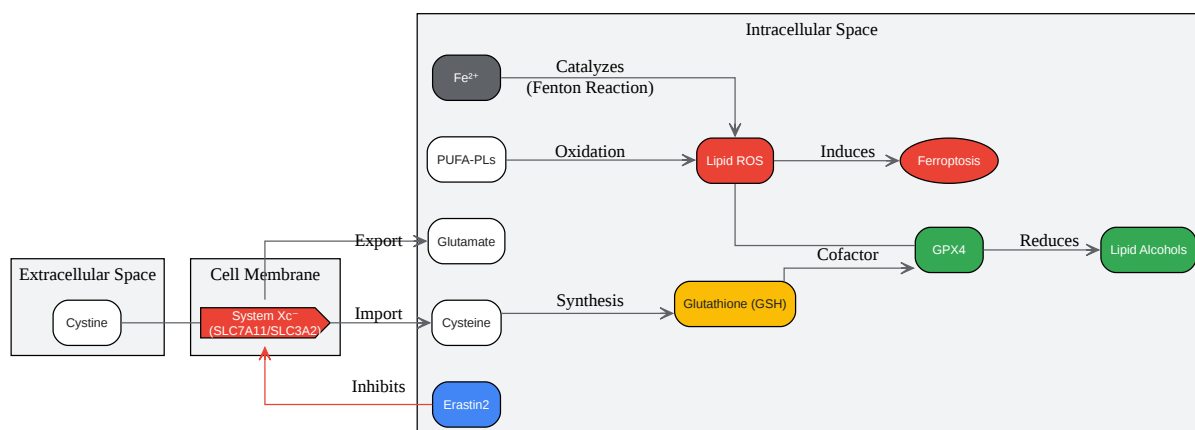 Intracellular Space
Fe²⁺
Catalyzes
(Fenton Reaction)
PUFA-PLs
Oxidation
Lipid ROS
Induces
Ferroptosis
Export
Glutamate
GPX4
Reduces
Lipid Alcohols
Cofactor
Extracellular Space
Cell Membrane
Cystine
System Xc⁻
(SLC7A11/SLC3A2)
Import
Cysteine
Synthesis
Glutathione (GSH)
Inhibits
Erastin2